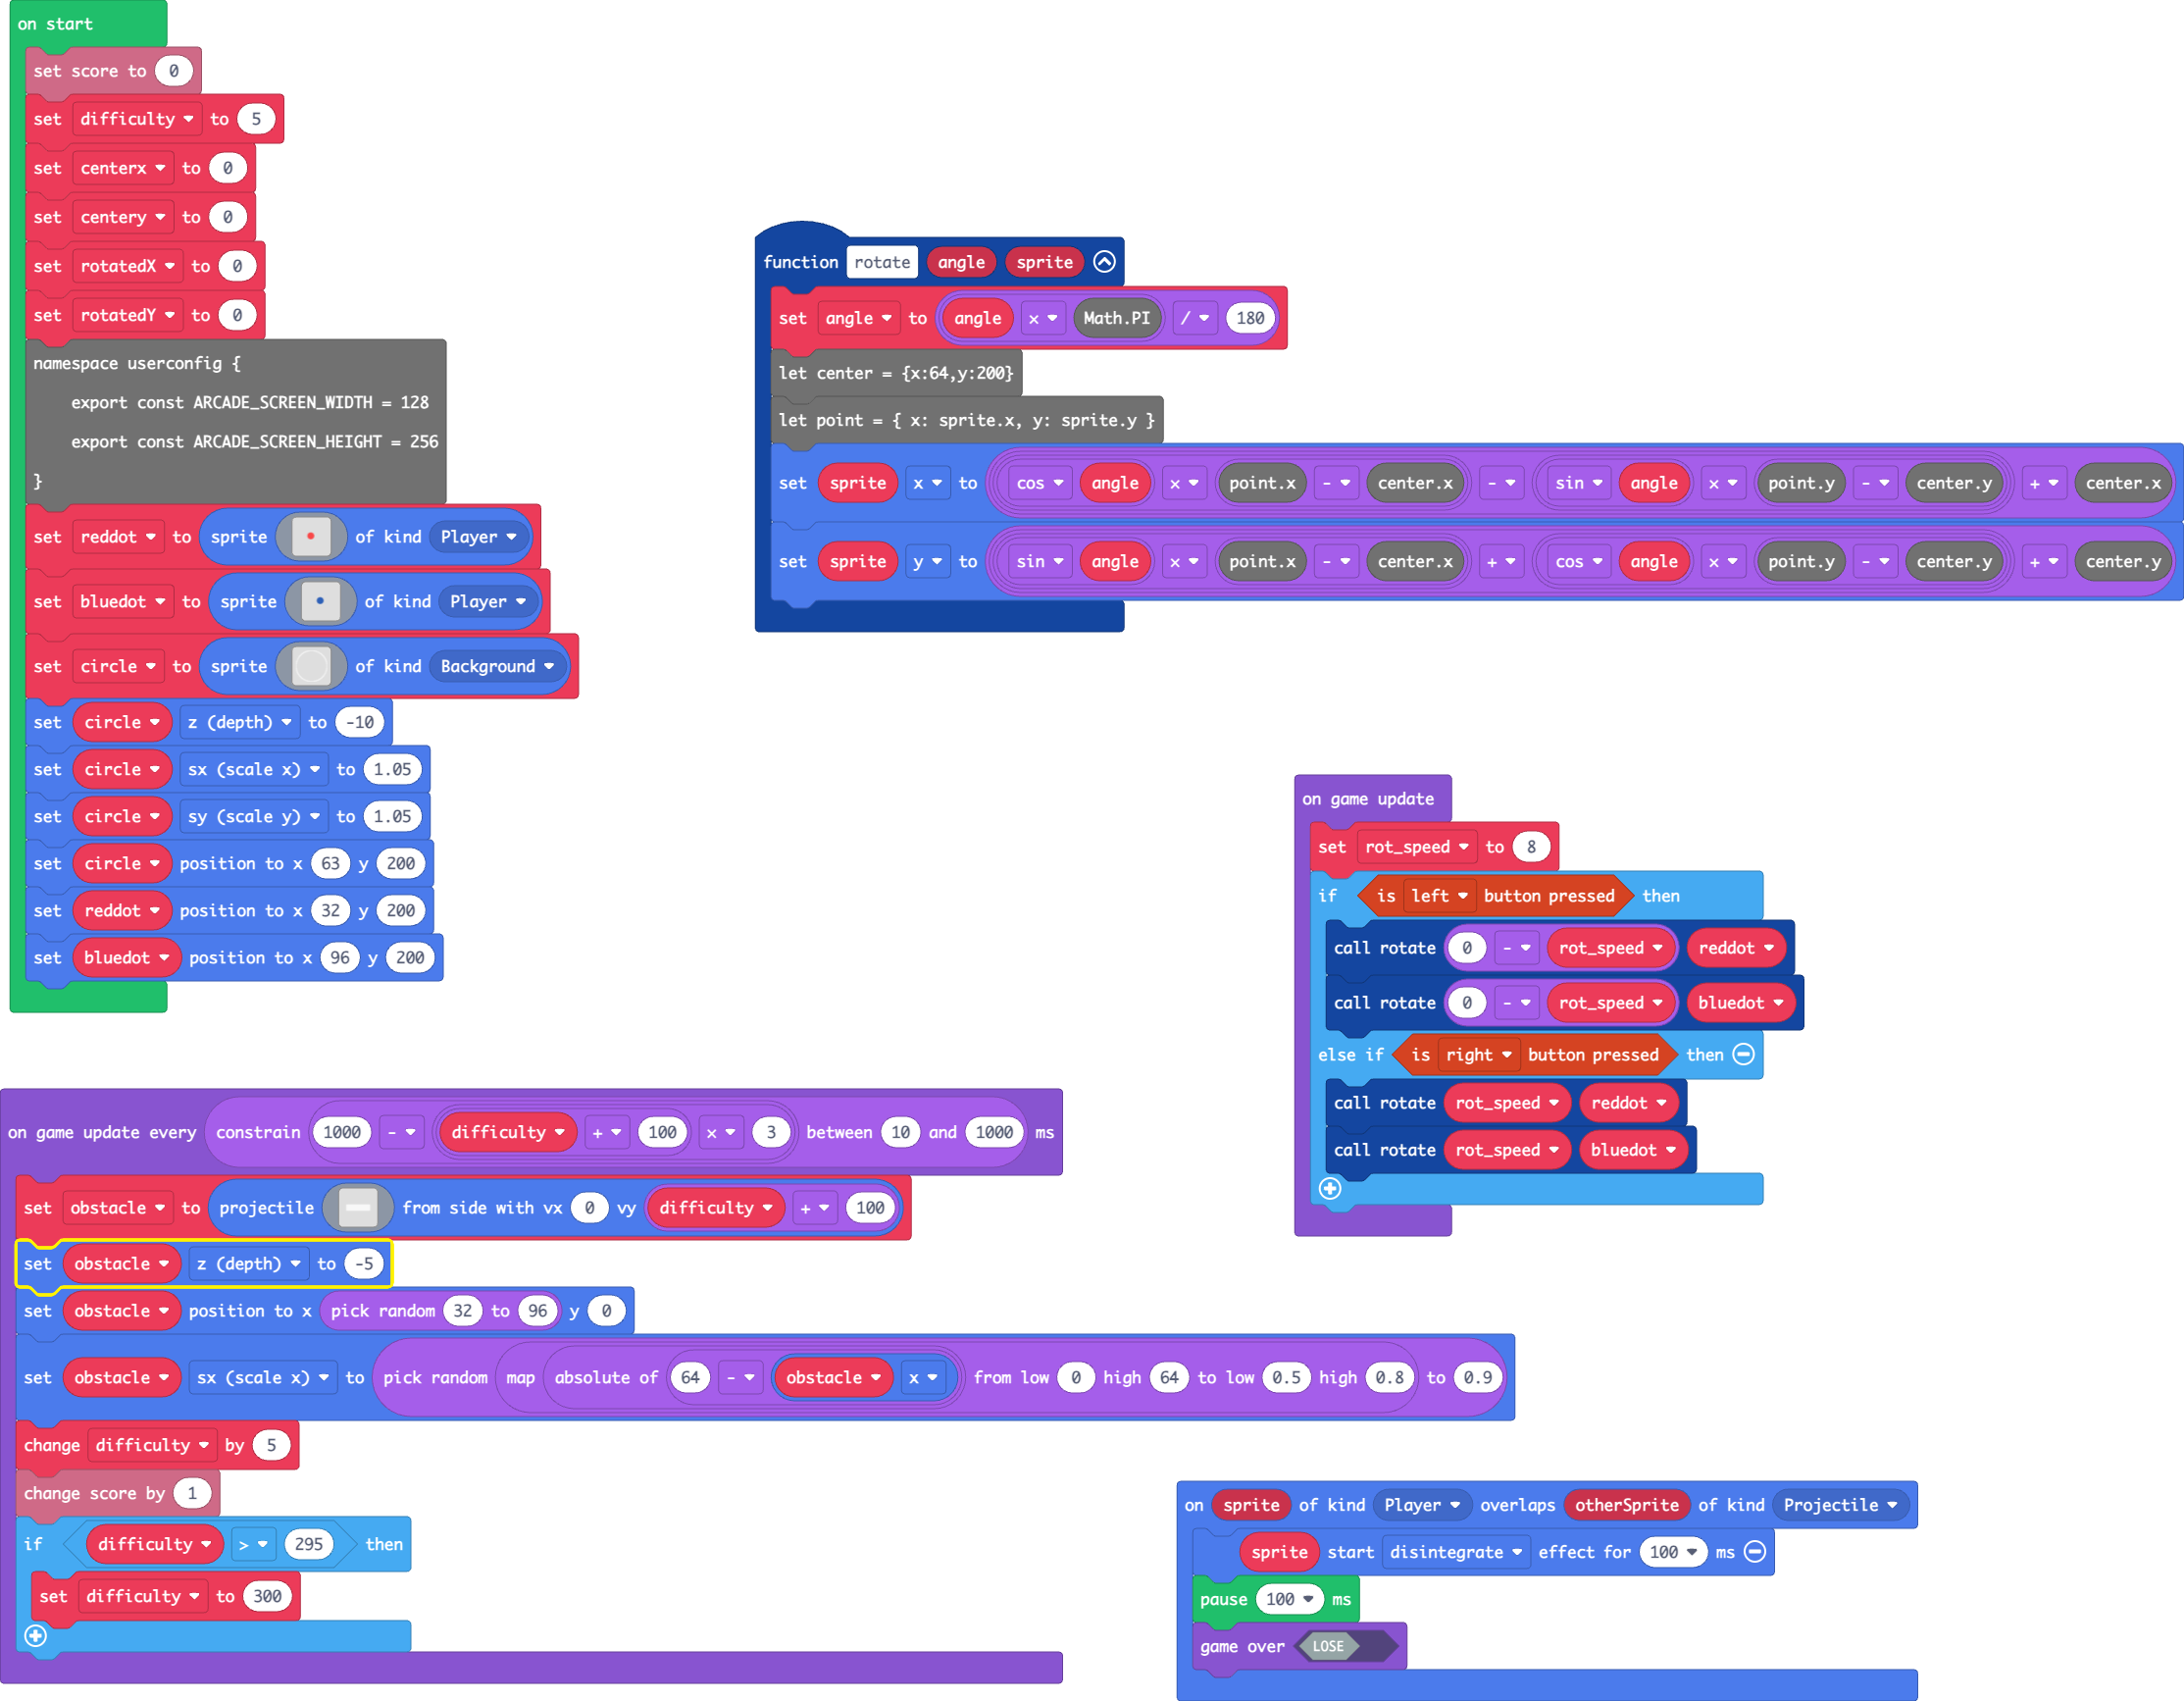 on start
set score to 0
set difficulty to 5
set centerx to 0
set centery to 0
set rotatedX to 0
set rotatedY to 0
namespace userconfig {
export const ARCADE_SCREEN_WIDTH = 128
export const ARCADE_SCREEN_HEIGHT = 256
}
set reddot to sprite of kind Player
set bluedot to sprite of kind Player
set circle to sprite of kind Background
set circle z (depth) to -10
set circle sx (scale x) to 1.05
set circle sy (scale y) to 1.05
set circle position to x 63 y 200
set reddot position to x 32 y 200
set bluedot position to x 96 y 200
function rotate angle sprite
set angle to angle x Math.PI / 180
let center = {x:64,y:200}
let point = { x: sprite.x, y: sprite.y }
set sprite x to cos angle x point.x - center.x - sin angle x point.y - center.y + center.x
set sprite y to sin angle x point.x - center.x + cos angle x point.y - center.y + center.y
on game update
set rot_speed to 8
if is left button pressed then
call rotate 0 - rot_speed reddot
call rotate 0 - rot_speed bluedot
else if is right button pressed then
call rotate rot_speed reddot
call rotate rot_speed bluedot
on game update every constrain 1000 - difficulty + 100 x 3 between 10 and 1000 ms
set obstacle to projectile from side with vx 0 vy difficulty + 100
set obstacle z (depth) to -5
set obstacle position to x pick random 32 to 96 y 0
set obstacle sx (scale x) to pick random map absolute of 64 - obstacle x from low 0 high 64 to low 0.5 high 0.8 to 0.9
change difficulty by 5
change score by 1
if difficulty > 295 then
set difficulty to 300
on sprite of kind Player overlaps otherSprite of kind Projectile
sprite start disintegrate effect for 100 ms
pause 100 ms
game over LOSE